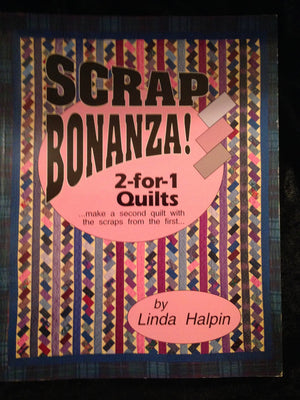 SCRAP
BONANZA!
2-for-1
Quilts
...make a second quilt with
the scraps from the first...
by
Linda Halpin